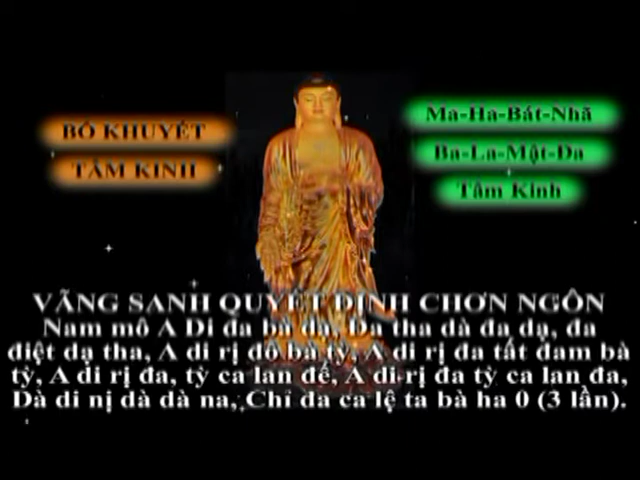 BỔ KHUYẾT
TÂM KINH
Ma-Ha-Bát-Nhã
Ba-La-Mật-Đa
Tâm Kinh
VÃNG SANH QUYẾT ĐỊNH CHƠN NGÔN
Nam mô A Di đa bà dạ, Đa tha dà đa dạ, đa
điệt dạ tha, A di rị đô bà tỳ, A di rị đa tất đam bà
tỳ, A di rị đa, tỳ ca lan đế, A di rị đa tỳ ca lan đa,
Dà di nị dà dà na, Chỉ đa ca lệ ta bà ha 0 (3 lần).